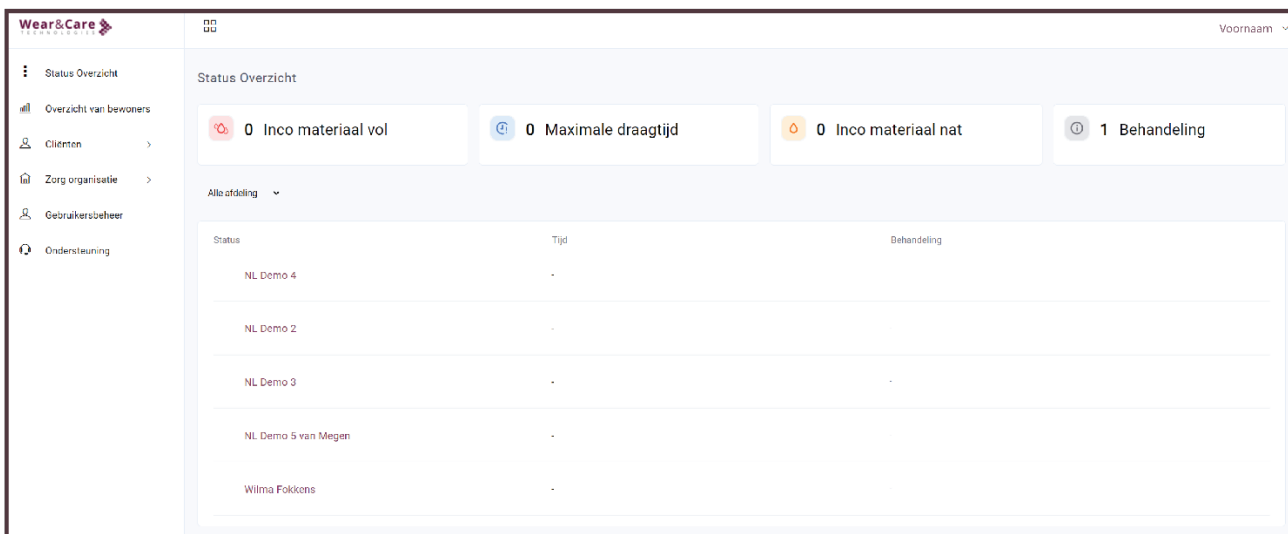 Wear&Care
TECHNOLOGIES
Voornaam
Status Overzicht
Overzicht van bewoners
Cliënten
Zorg organisatie
Gebruikersbeheer
Ondersteuning
Status Overzicht
0 Inco materiaal vol
0 Maximale draagtijd
0 Inco materiaal nat
1 Behandeling
Alle afdeling
Status Tijd Behandeling
NL Demo 4 -
NL Demo 2 -
NL Demo 3 - -
NL Demo 5 van Megen -
Wilma Fokkens -